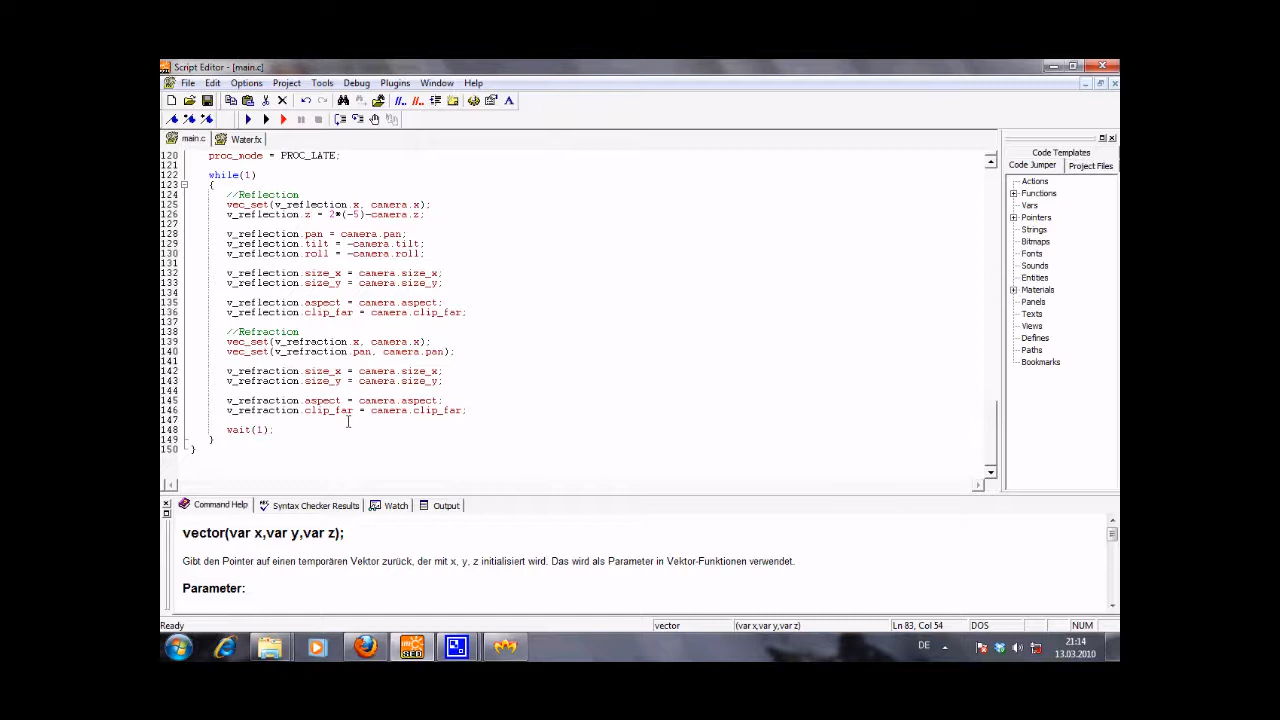 Script Editor - [main.c]
File Edit Options Project Tools Debug Plugins Window Help
main.c Water.fx
120 proc_mode = PROC_LATE;
121
122 while(1)
123 {
124 //Reflection
125 vec_set(v_reflection.x, camera.x);
126 v_reflection.z = 2*(-5)-camera.z;
127
128 v_reflection.pan = camera.pan;
129 v_reflection.tilt = -camera.tilt;
130 v_reflection.roll = -camera.roll;
131
132 v_reflection.size_x = camera.size_x;
133 v_reflection.size_y = camera.size_y;
134
135 v_reflection.aspect = camera.aspect;
136 v_reflection.clip_far = camera.clip_far;
137
138 //Refraction
139 vec_set(v_refraction.x, camera.x);
140 vec_set(v_refraction.pan, camera.pan);
141
142 v_refraction.size_x = camera.size_x;
143 v_refraction.size_y = camera.size_y;
144
145 v_refraction.aspect = camera.aspect;
146 v_refraction.clip_far = camera.clip_far;
147
148 wait(1);
149 }
150 }
Code Templates
Code Jumper Project Files
Actions
Functions
Vars
Pointers
Strings
Bitmaps
Fonts
Sounds
Entities
Materials
Panels
Texts
Views
Defines
Paths
Bookmarks
Command Help Syntax Checker Results Watch Output
vector(var x,var y,var z);
Gibt den Pointer auf einen temporären Vektor zurück, der mit x, y, z initialisiert wird. Das wird als Parameter in Vektor-Funktionen verwendet.
Parameter:
Ready vector (var x,var y,var z) Ln 83, Col 54 DOS NUM
SED
DE
21:14
13.03.2010